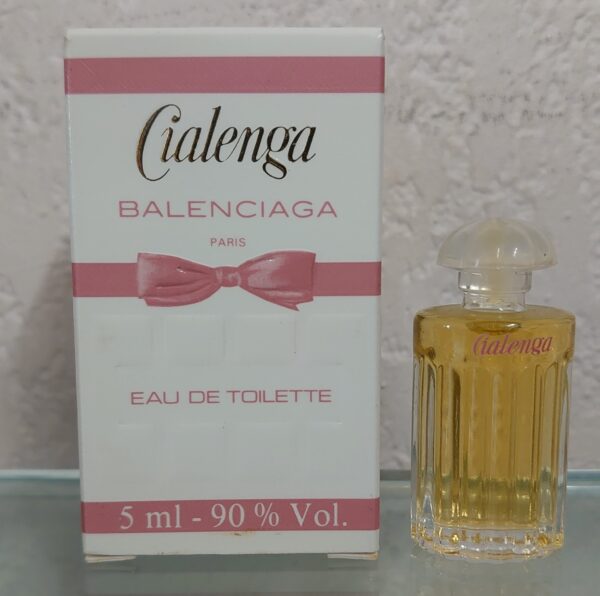 Cialenga
BALENCIAGA
PARIS
EAU DE TOILETTE
5 ml - 90 % Vol.
Cialenga